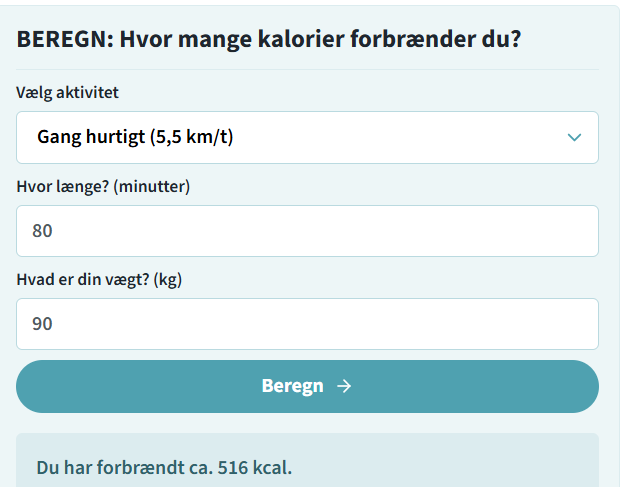 BEREGN: Hvor mange kalorier forbrænder du?
Vælg aktivitet
Gang hurtigt (5,5 km/t)
Hvor længe? (minutter)
80
Hvad er din vægt? (kg)
90
Beregn →
Du har forbrændt ca. 516 kcal.